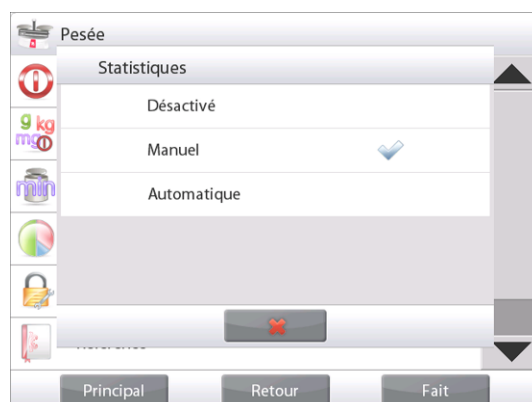 Pesée
Statistiques
Désactivé
g kg
mg
Manuel
min
Automatique
Principal
Retour
Fait